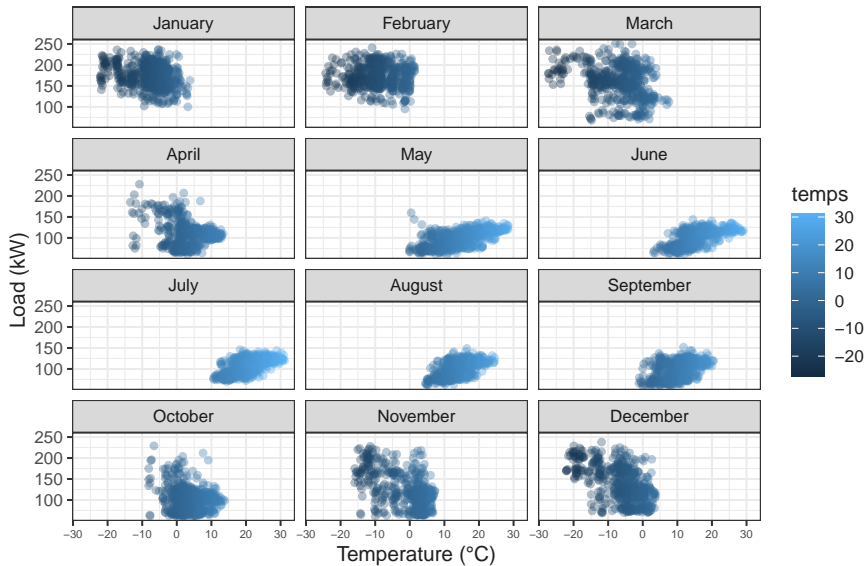 January February March
250
200
150
100
April May June
250
200
150
100
temps
30
20
10
0
−10
−20
Load (kW)
July August September
250
200
150
100
October November December
250
200
150
100
−30 −20 −10 0 10 20 30 −30 −20 −10 0 10 20 30 −30 −20 −10 0 10 20 30
Temperature (°C)